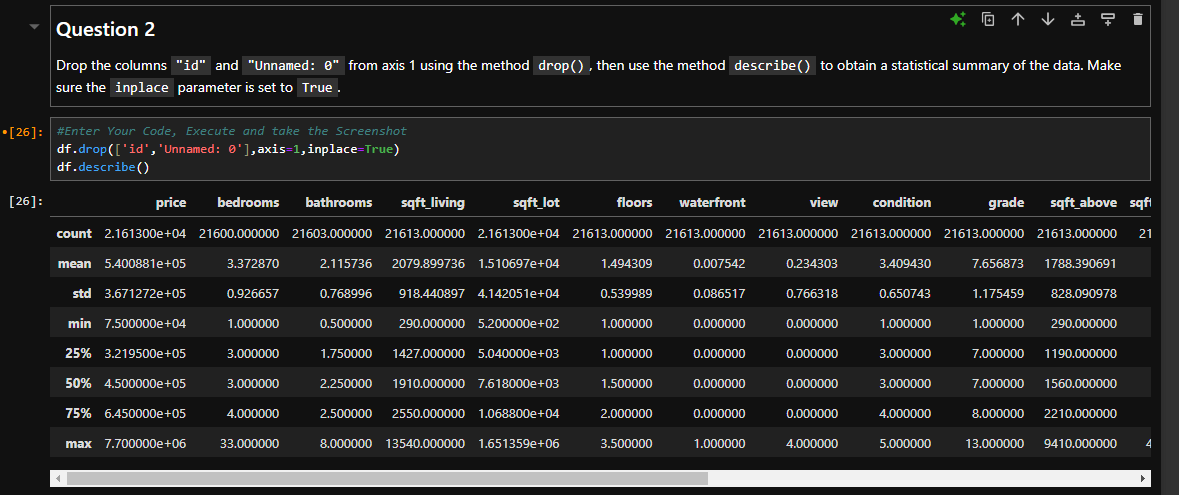 Question 2
Drop the columns "id" and "Unnamed: 0" from axis 1 using the method drop(), then use the method describe() to obtain a statistical summary of the data. Make
sure the inplace parameter is set to True.
[26]:
#Enter Your Code, Execute and take the Screenshot
df.drop(['id','Unnamed: 0'],axis=1,inplace=True)
df.describe()
[26]:
price bedrooms bathrooms sqft_living sqft_lot floors waterfront view condition grade sqft_above sqft
count 2.161300e+04 21600.000000 21603.000000 21613.000000 2.161300e+04 21613.000000 21613.000000 21613.000000 21613.000000 21613.000000 21613.000000 21
mean 5.400881e+05 3.372870 2.115736 2079.899736 1.510697e+04 1.494309 0.007542 0.234303 3.409430 7.656873 1788.390691
std 3.671272e+05 0.926657 0.768996 918.440897 4.142051e+04 0.539989 0.086517 0.766318 0.650743 1.175459 828.090978
min 7.500000e+04 1.000000 0.500000 290.000000 5.200000e+02 1.000000 0.000000 0.000000 1.000000 1.000000 290.000000
25% 3.219500e+05 3.000000 1.750000 1427.000000 5.040000e+03 1.000000 0.000000 0.000000 3.000000 7.000000 1190.000000
50% 4.500000e+05 3.000000 2.250000 1910.000000 7.618000e+03 1.500000 0.000000 0.000000 3.000000 7.000000 1560.000000
75% 6.450000e+05 4.000000 2.500000 2550.000000 1.068800e+04 2.000000 0.000000 0.000000 4.000000 8.000000 2210.000000
max 7.700000e+06 33.000000 8.000000 13540.000000 1.651359e+06 3.500000 1.000000 4.000000 5.000000 13.000000 9410.000000 4